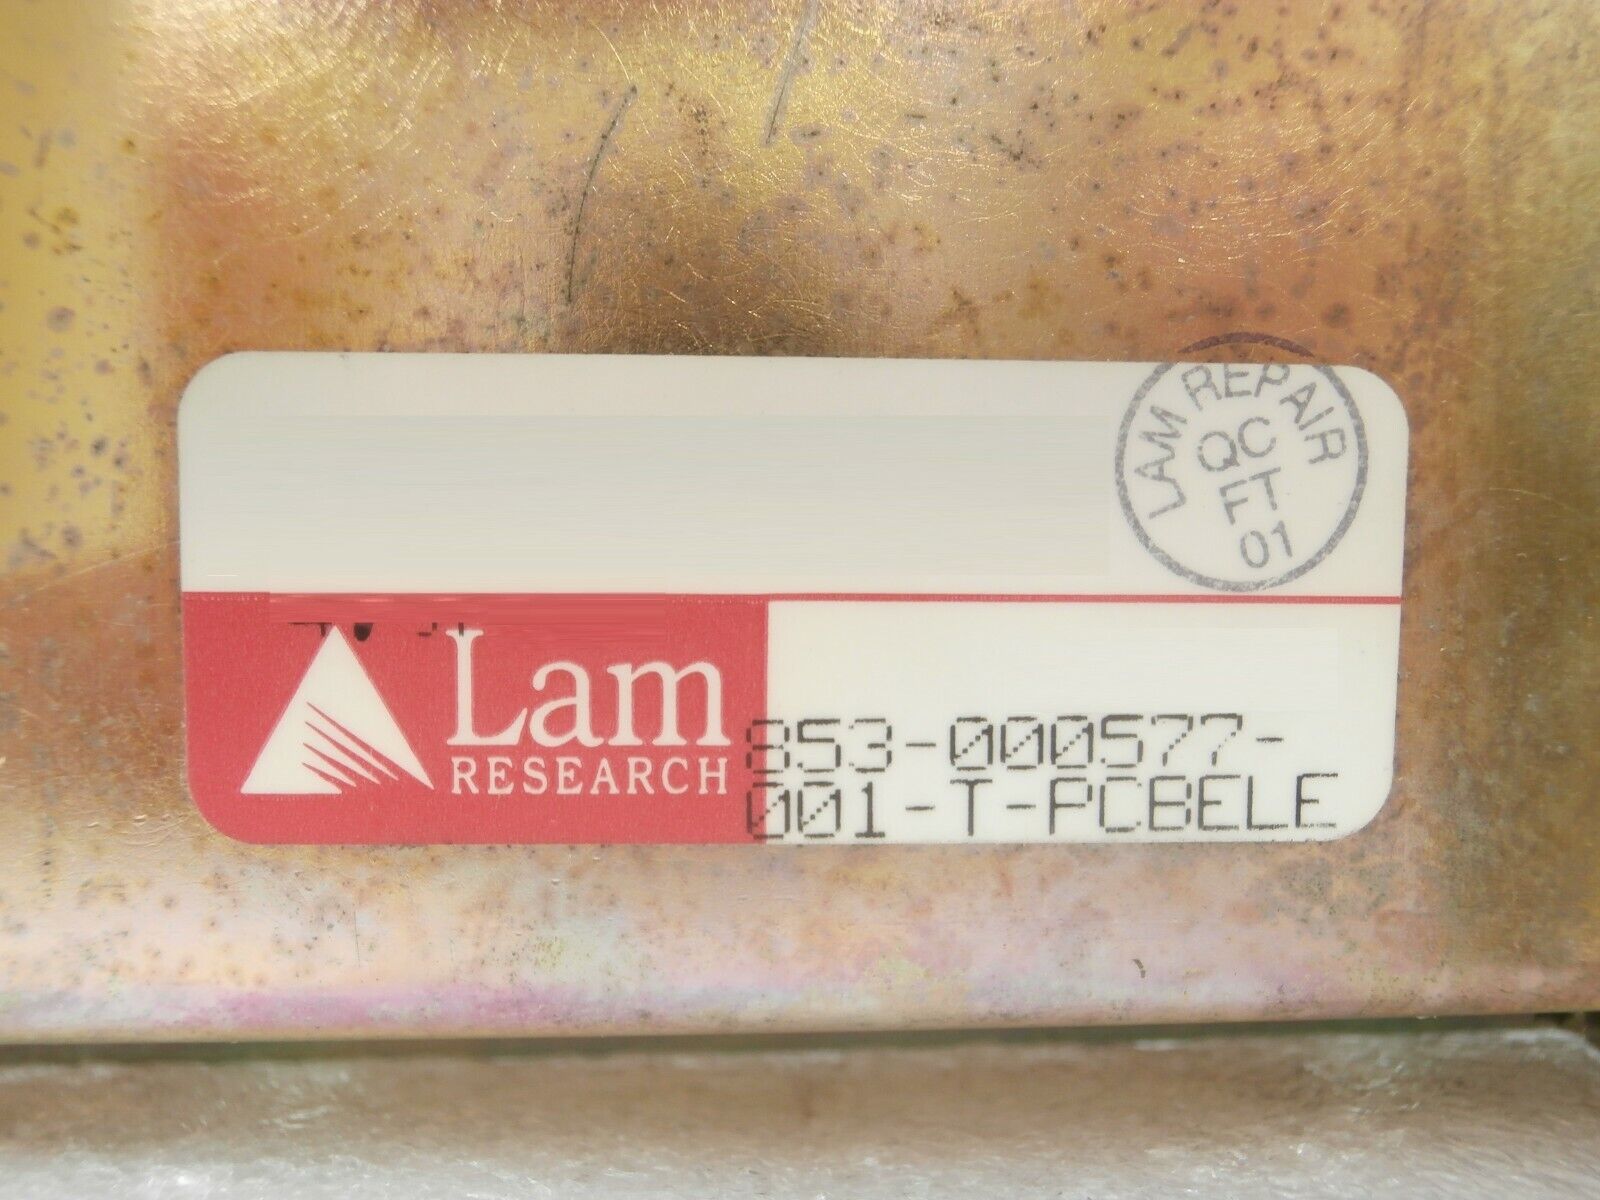 LAM REPAIR
QC
FT
01
Lam
RESEARCH
853-000577-
001-T-PCBELE